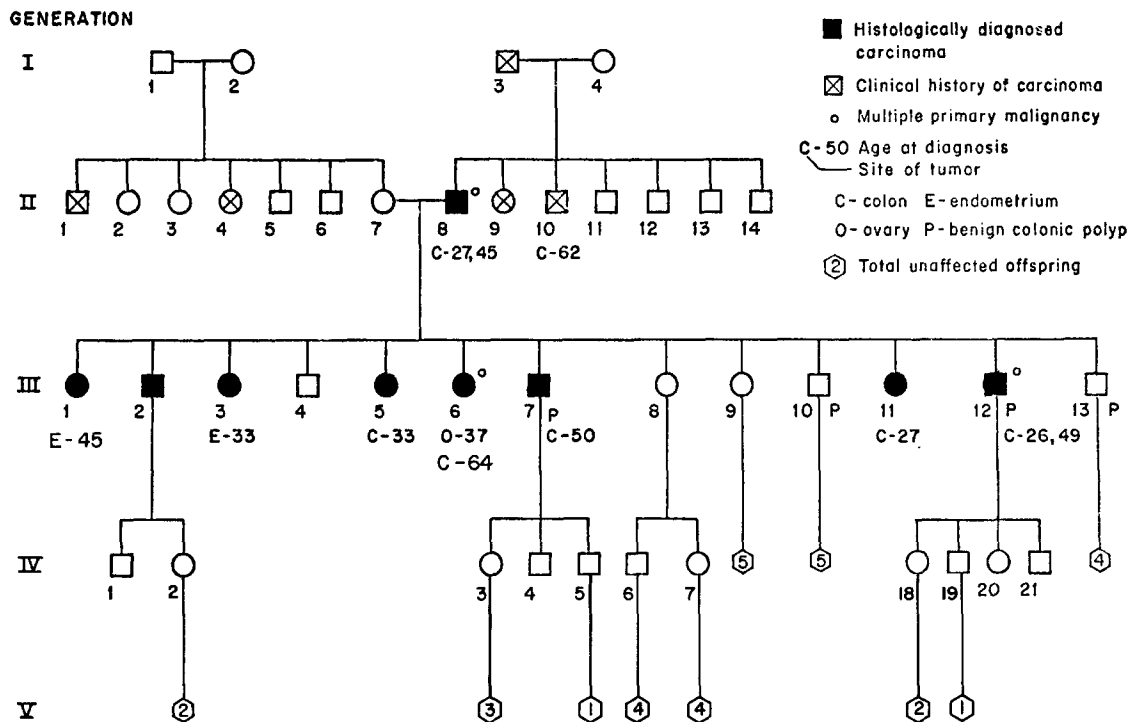 GENERATION
I
1 2 3 4
II
1 2 3 4 5 6 7 8 9 10 11 12 13 14
C-27,45 C-62
III
1 2 3 4 5 6 7 P 8 9 10 P 11 12 P 13 P
E-45 E-33 C-33 O-37 C-50 C-27 C-26,49
C-64
IV
5 5 4
1 2 3 4 5 6 7 18 19 20 21
V
2 3 1 4 4 2 1
Histologically diagnosed
carcinoma
Clinical history of carcinoma
Multiple primary malignancy
C-50 Age at diagnosis
Site of tumor
C-colon E-endometrium
O-ovary P-benign colonic polyp
2 Total unaffected offspring